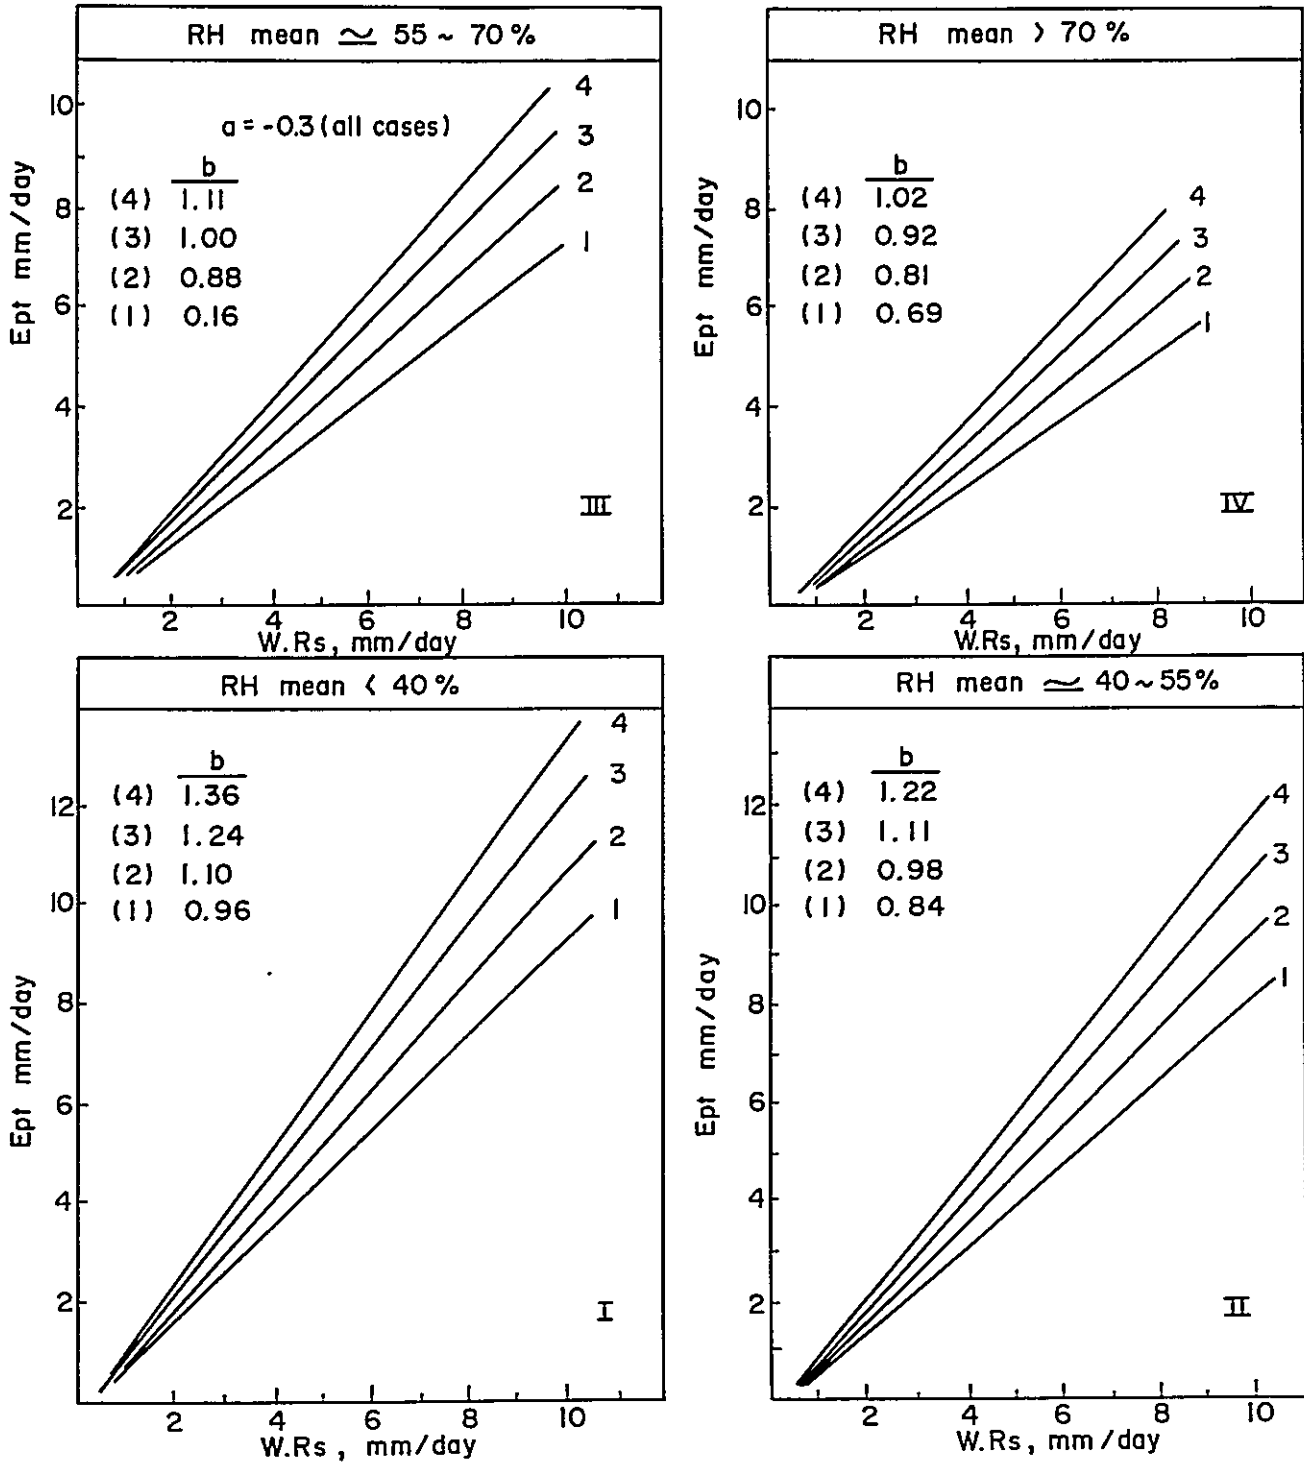 RH mean ≃ 55 ~ 70 %
a = -0.3 (all cases)
b
(4) 1.11
(3) 1.00
(2) 0.88
(1) 0.16
4
3
2
1
10
8
6
4
2
Ept mm/day
III
2 4 6 8 10
W.Rs, mm/day
RH mean > 70 %
b
(4) 1.02
(3) 0.92
(2) 0.81
(1) 0.69
4
3
2
1
10
8
6
4
2
Ept mm/day
IV
2 4 6 8 10
W.Rs, mm/day
RH mean < 40 %
b
(4) 1.36
(3) 1.24
(2) 1.10
(1) 0.96
4
3
2
1
12
10
8
6
4
2
Ept mm/day
I
2 4 6 8 10
W.Rs, mm/day
RH mean ≃ 40 ~ 55%
b
(4) 1.22
(3) 1.11
(2) 0.98
(1) 0.84
4
3
2
1
12
10
8
6
4
2
Ept mm/day
II
2 4 6 8 10
W.Rs, mm/day